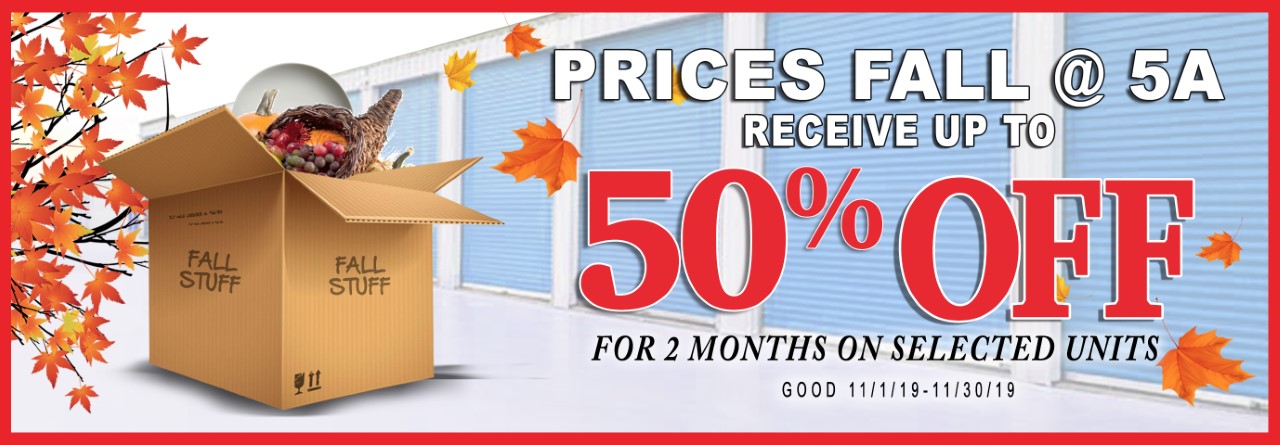 PRICES FALL @ 5A
RECEIVE UP TO
50% OFF
FOR 2 MONTHS ON SELECTED UNITS
GOOD 11/1/19-11/30/19
FALL
STUFF
FALL
STUFF